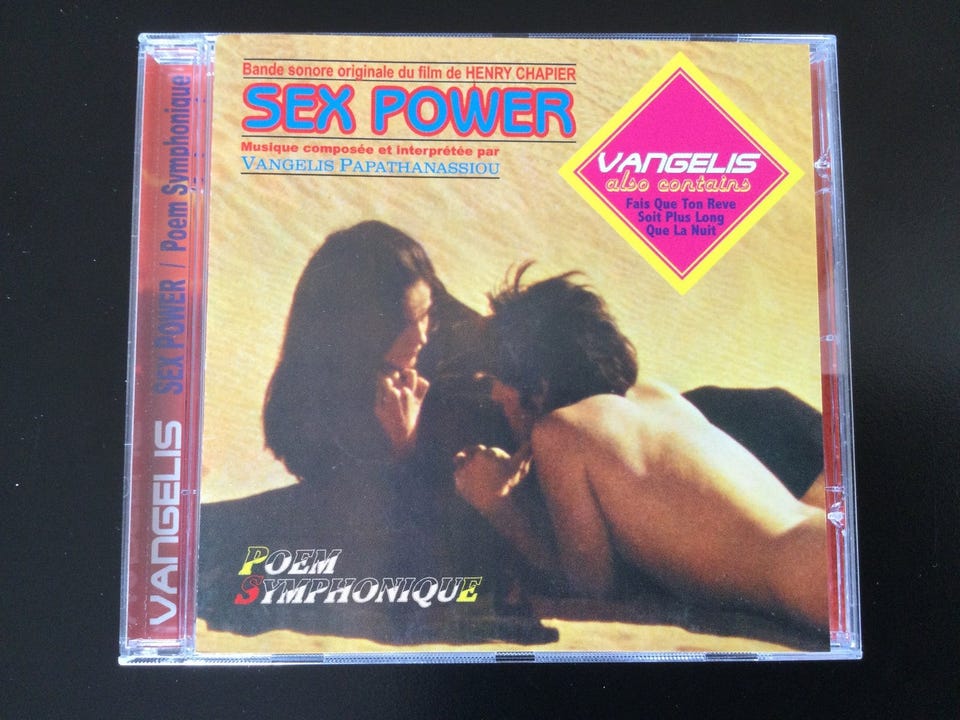 Bande sonore originale du film de HENRY CHAPIER
SEX POWER
Musique composée et interprétée par
VANGELIS PAPATHANASSIOU
VANGELIS
also contains
Fais Que Ton Reve
Soit Plus Long
Que La Nuit
POEM
SYMPHONIQUE
VANGELIS SEX POWER / Poem Symphonique